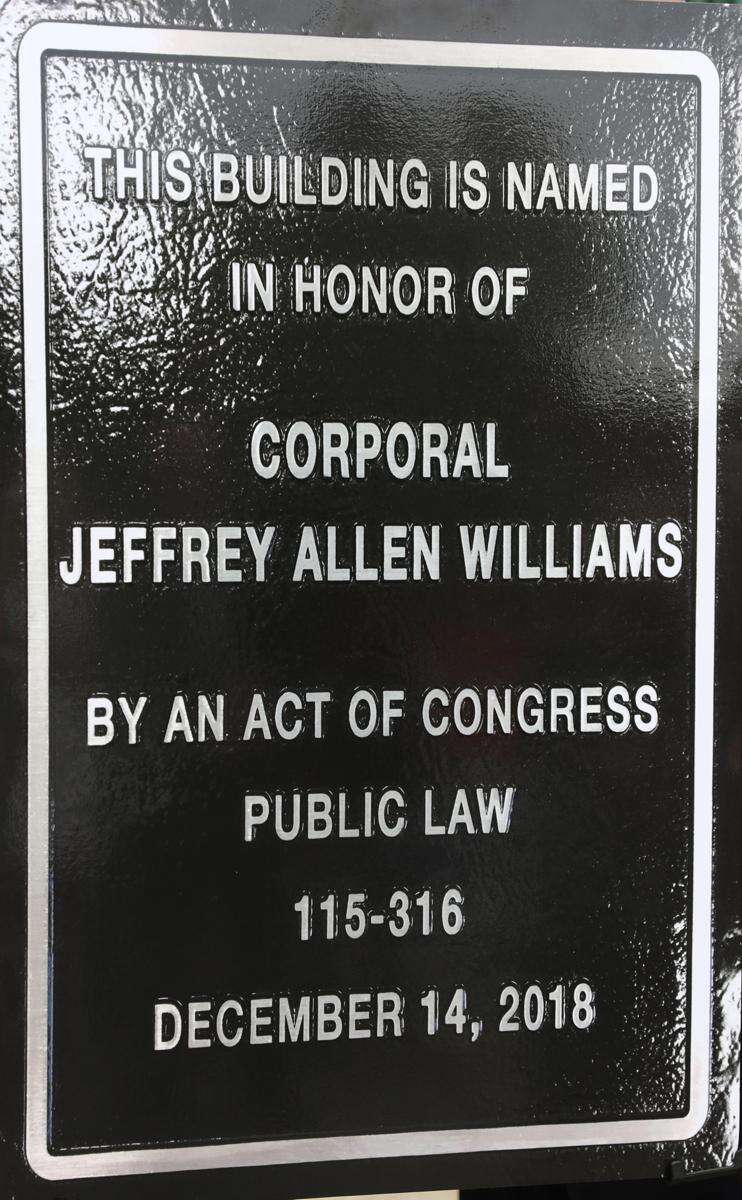 THIS BUILDING IS NAMED
IN HONOR OF
CORPORAL
JEFFREY ALLEN WILLIAMS
BY AN ACT OF CONGRESS
PUBLIC LAW
115-316
DECEMBER 14, 2018